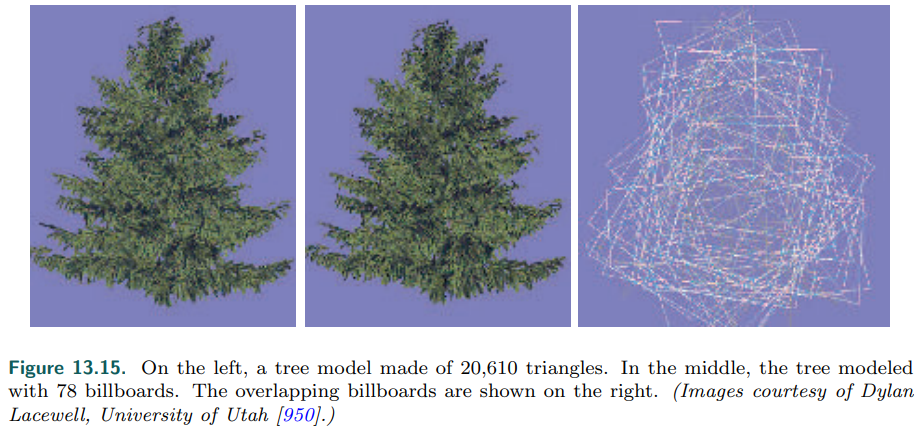 Figure 13.15. On the left, a tree model made of 20,610 triangles. In the middle, the tree modeled
with 78 billboards. The overlapping billboards are shown on the right. (Images courtesy of Dylan
Lacewell, University of Utah [950].)